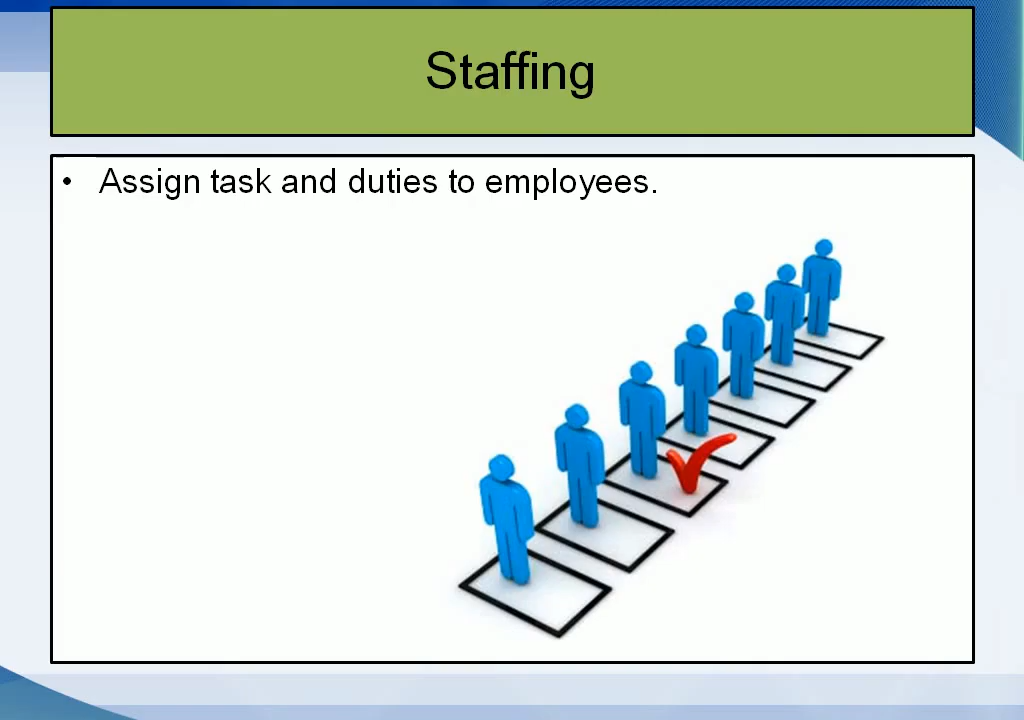 Staffing
• Assign task and duties to employees.